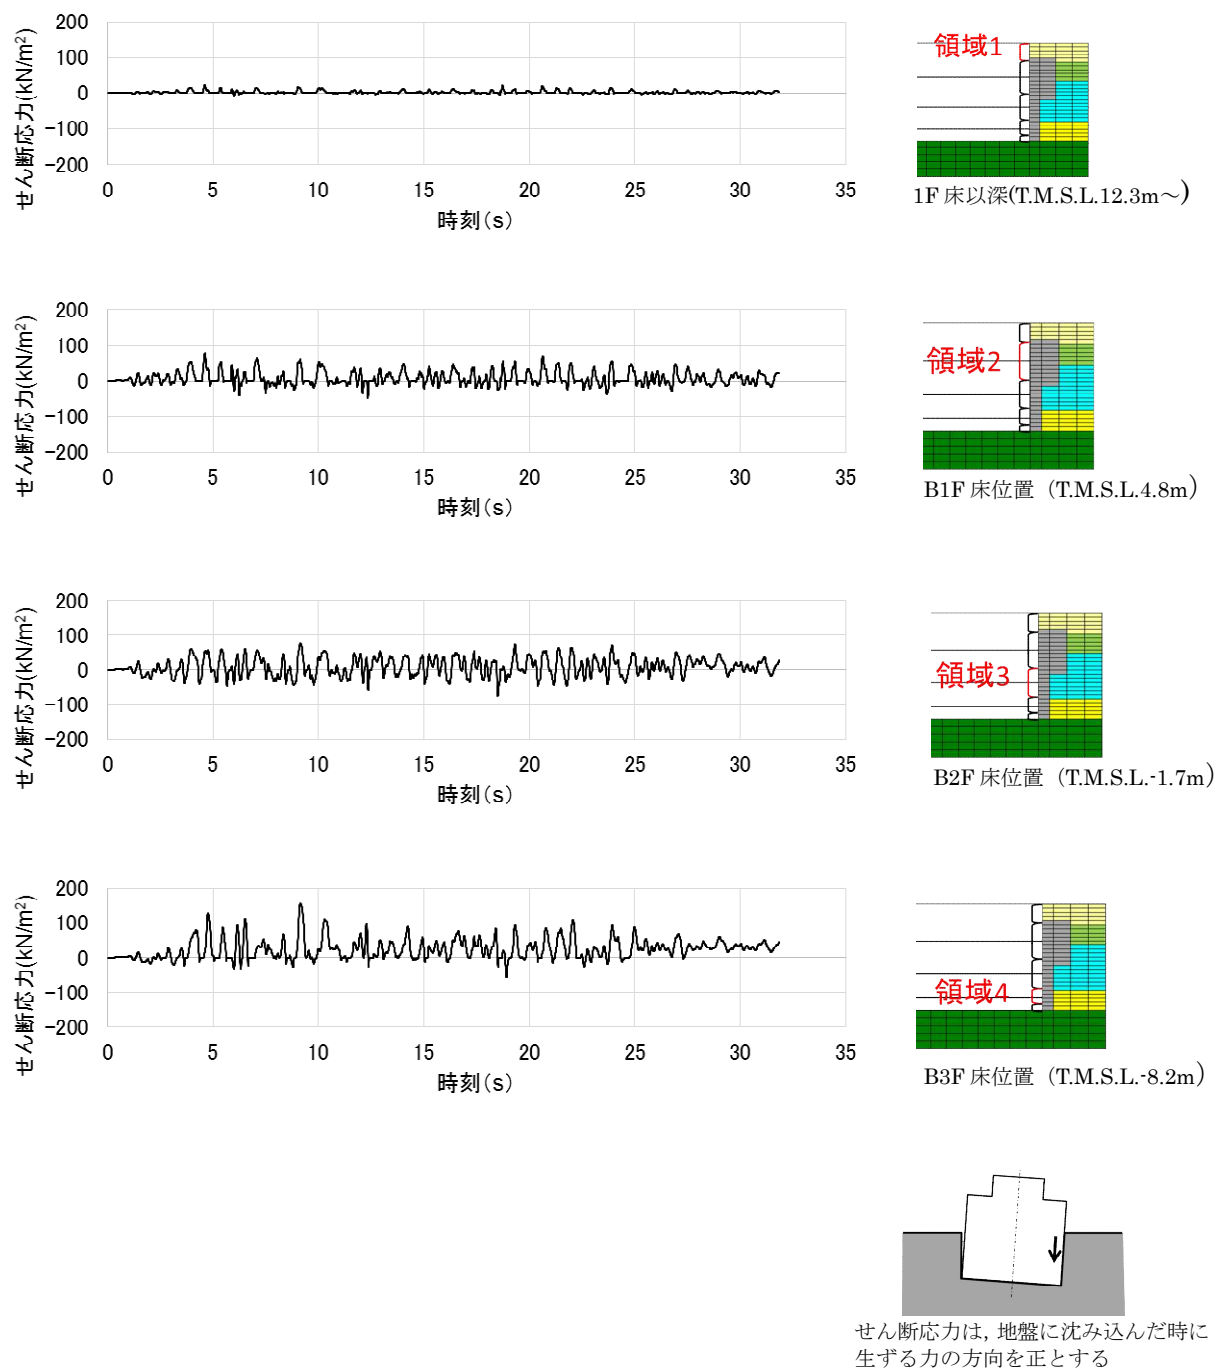 せん断応力(kN/m²)
200
100
0
-100
-200
0 5 10 15 20 25 30 35
時刻(s)
領域1
1F 床以深(T.M.S.L.12.3m～)
せん断応力(kN/m²)
200
100
0
-100
-200
0 5 10 15 20 25 30 35
時刻(s)
領域2
B1F 床位置（T.M.S.L.4.8m）
せん断応力(kN/m²)
200
100
0
-100
-200
0 5 10 15 20 25 30 35
時刻(s)
領域3
B2F 床位置（T.M.S.L.-1.7m）
せん断応力(kN/m²)
200
100
0
-100
-200
0 5 10 15 20 25 30 35
時刻(s)
領域4
B3F 床位置（T.M.S.L.-8.2m）
せん断応力は, 地盤に沈み込んだ時に
生ずる力の方向を正とする